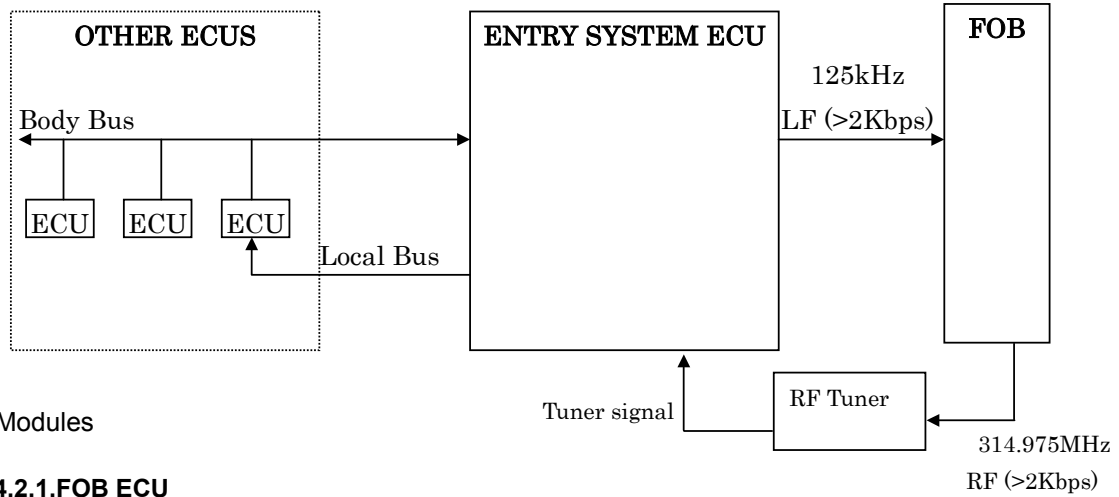 OTHER ECUS
ENTRY SYSTEM ECU
FOB
125kHz
LF (>2Kbps)
Body Bus
ECU
ECU
ECU
Local Bus
Tuner signal
RF Tuner
314.975MHz
RF (>2Kbps)
Modules
4.2.1.FOB ECU